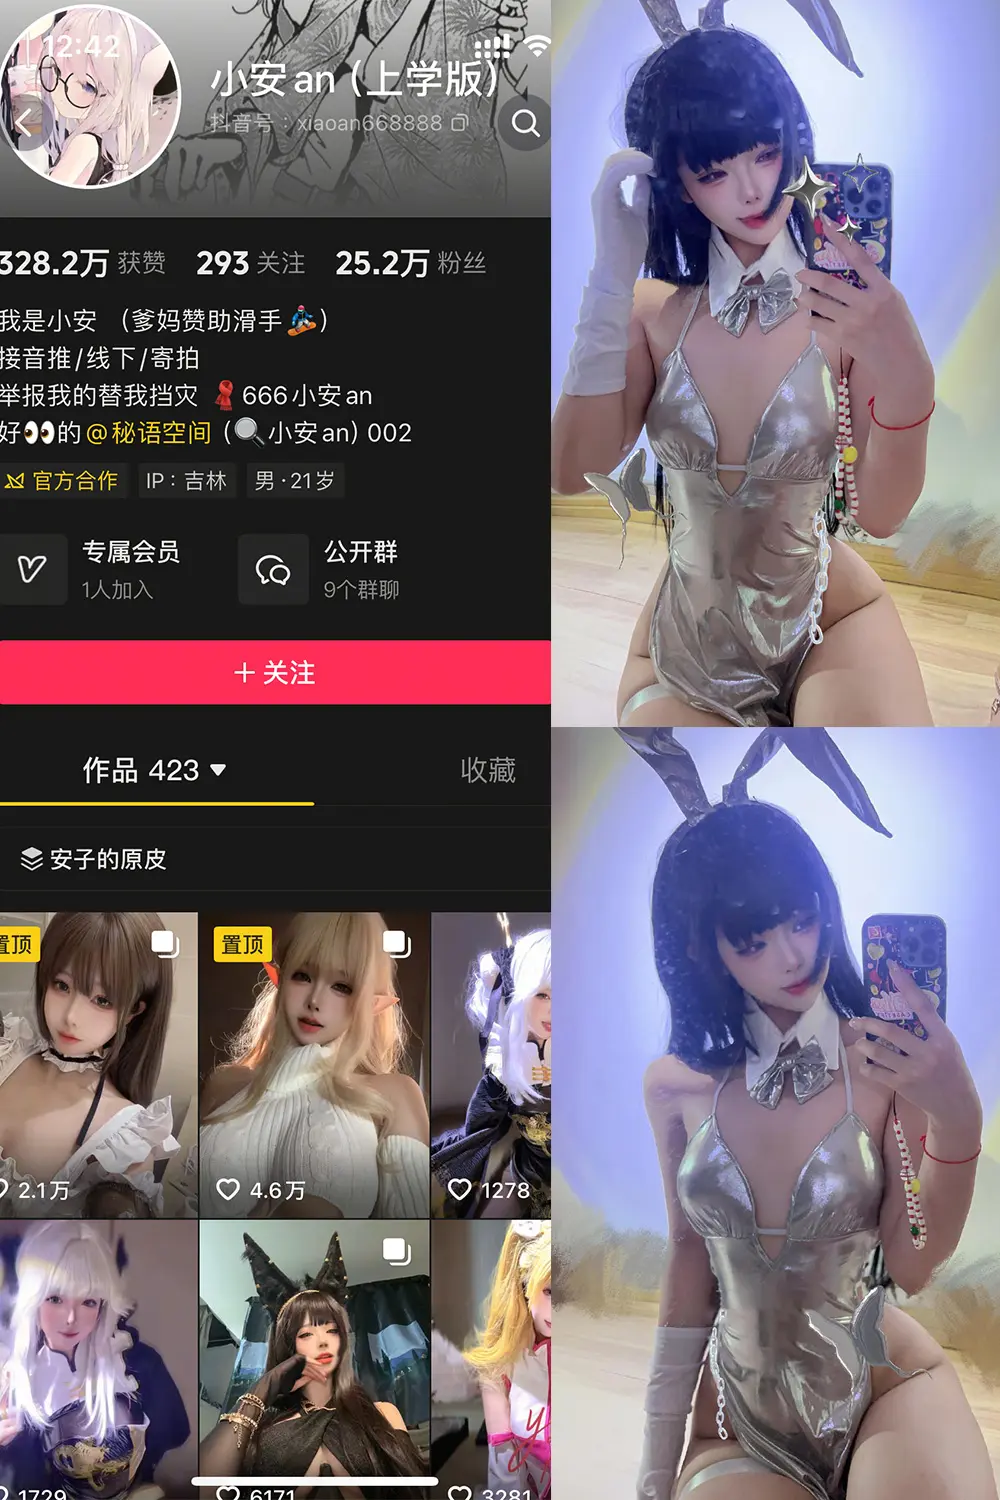 12:42
小安an（上学版）
抖音号：xiaoan668888
328.2万 获赞 293 关注 25.2万 粉丝
我是小安 （爹妈赞助滑手🏂）
接音推/线下/寄拍
举报我的替我挡灾 🧣666小安an
好👀的@秘语空间 (🔍小安an) 002
官方合作 IP：吉林 男·21岁
专属会员
1人加入
公开群
9个群聊
+ 关注
作品 423 收藏
安子的原皮
置顶 置顶
2.1万 4.6万 1278
1729 6171 3281